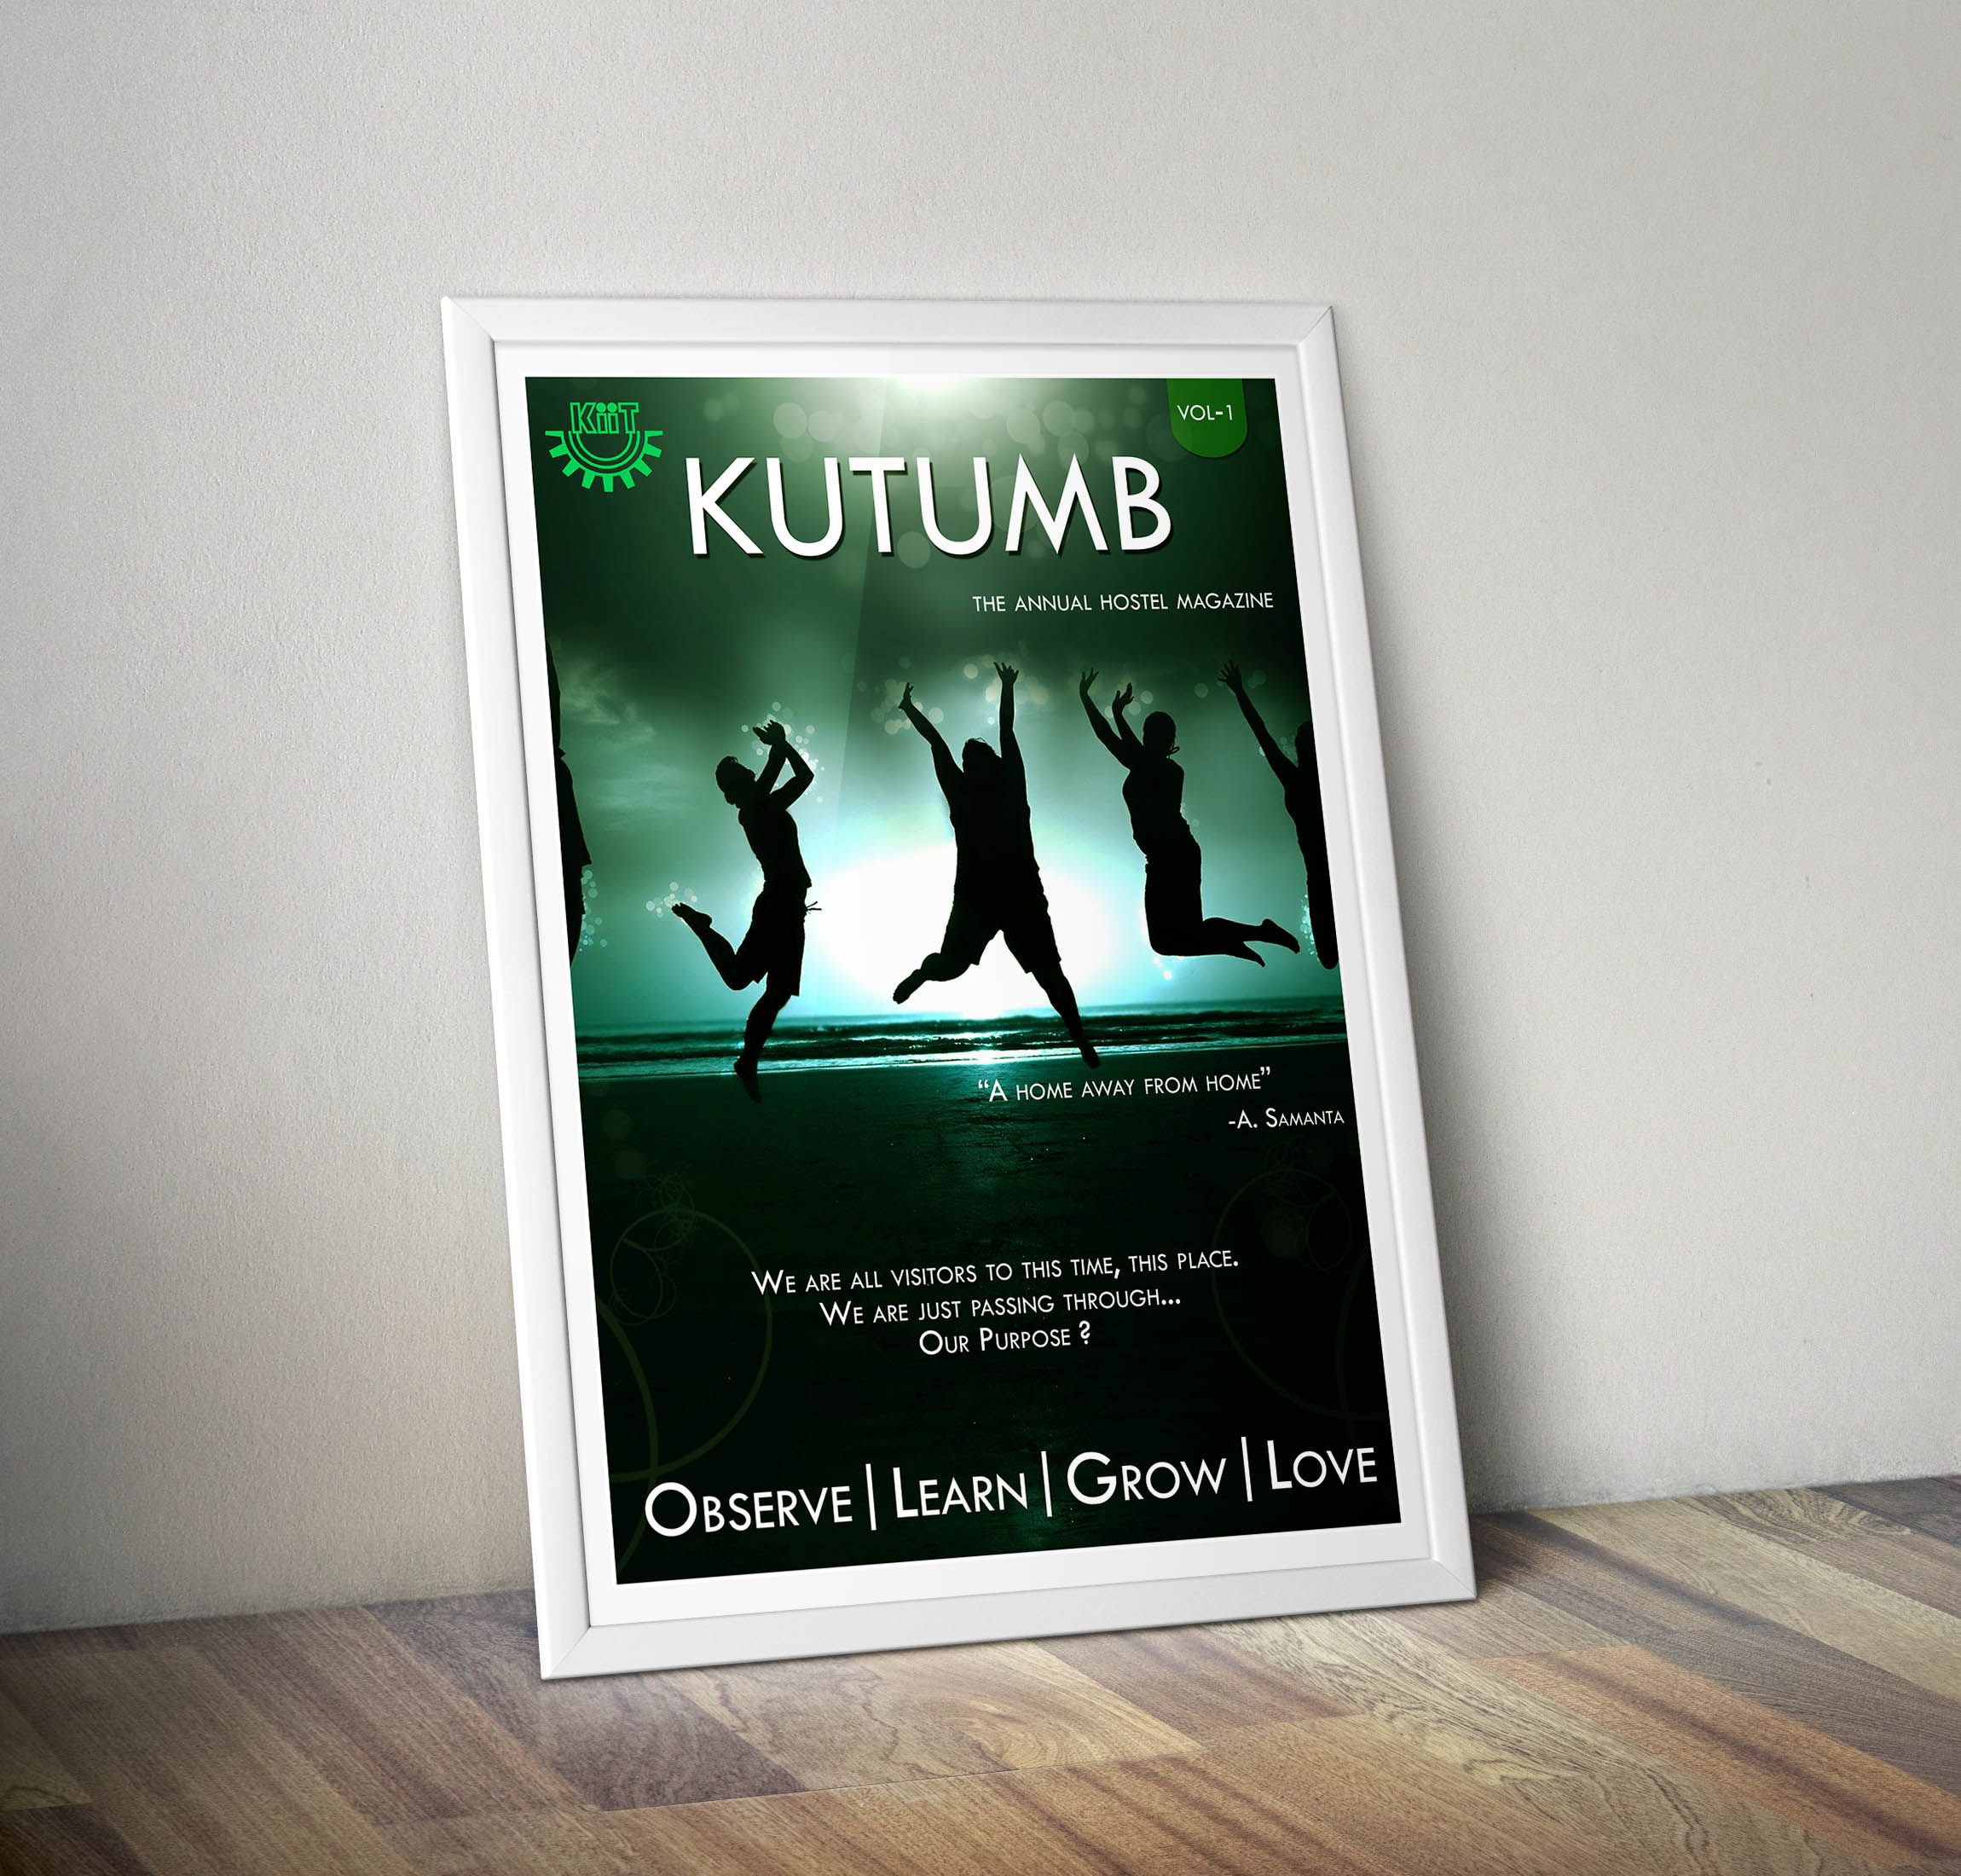 KiiT
VOL-1
KUTUMB
THE ANNUAL HOSTEL MAGAZINE
“A HOME AWAY FROM HOME”
-A. SAMANTA
WE ARE ALL VISITORS TO THIS TIME, THIS PLACE.
WE ARE JUST PASSING THROUGH...
OUR PURPOSE ?
OBSERVE | LEARN | GROW | LOVE